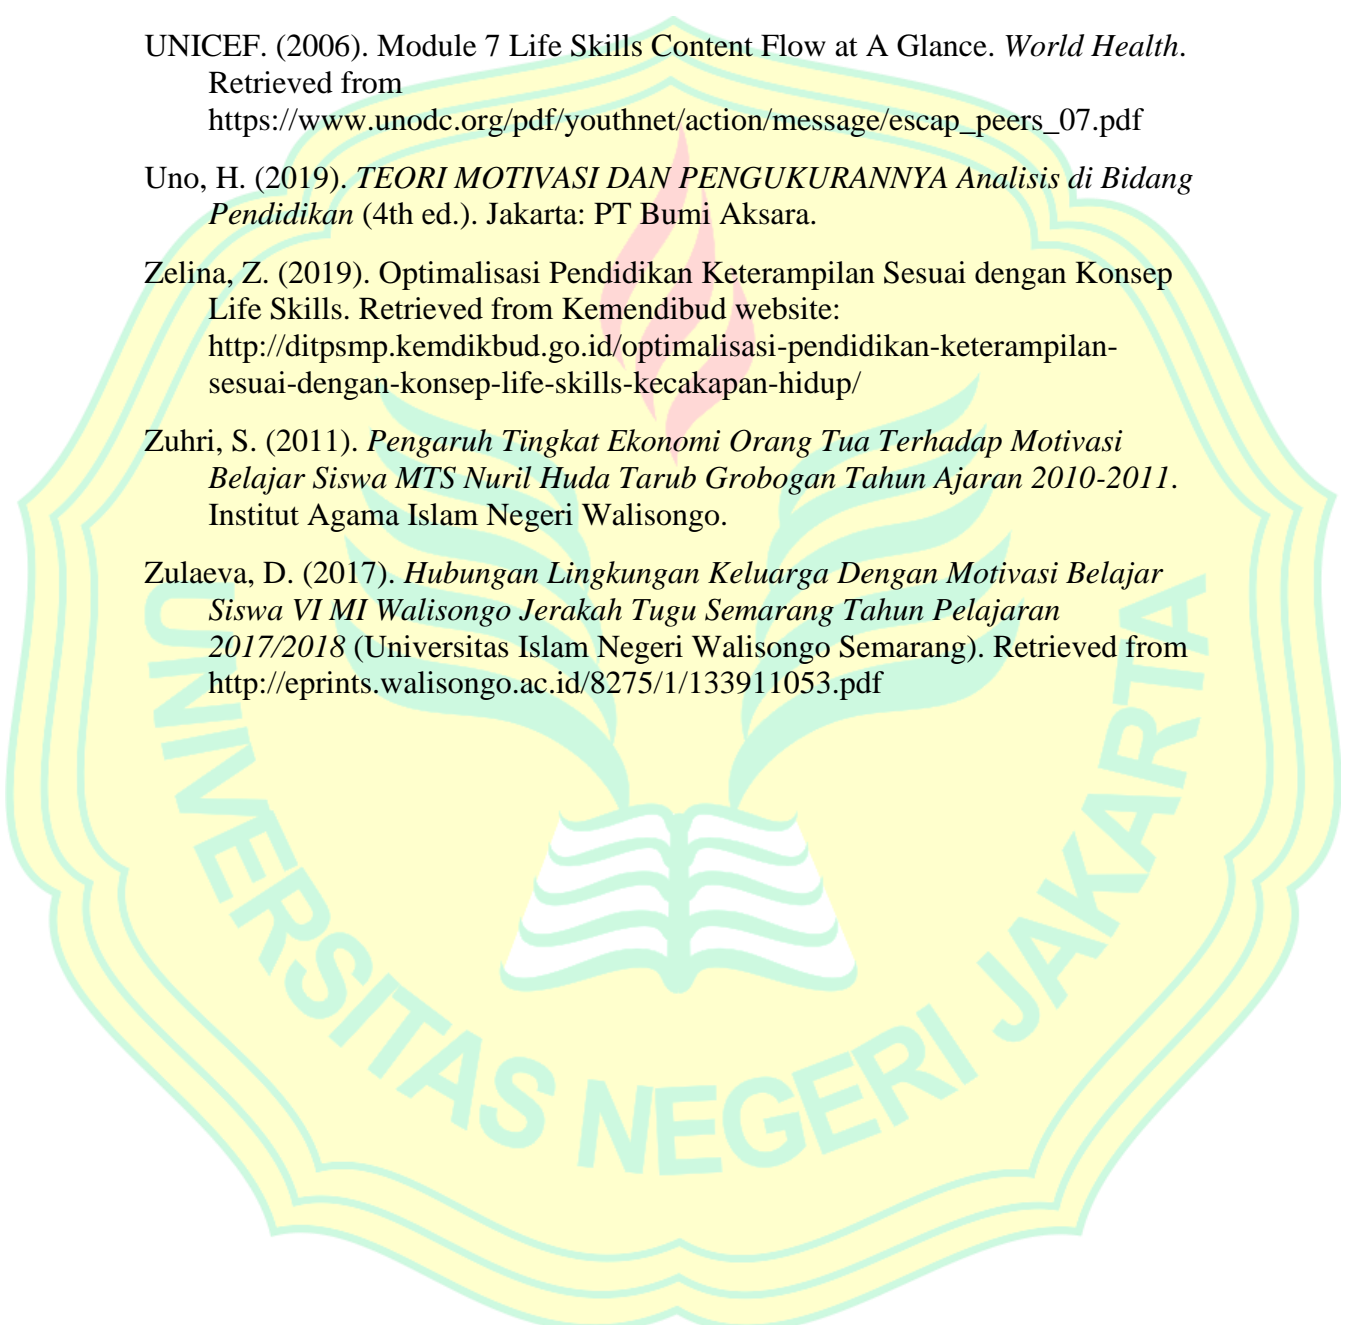 UNICEF. (2006). Module 7 Life Skills Content Flow at A Glance. World Health.
Retrieved from
https://www.unodc.org/pdf/youthnet/action/message/escap_peers_07.pdf
Uno, H. (2019). TEORI MOTIVASI DAN PENGUKURANNYA Analisis di Bidang
Pendidikan (4th ed.). Jakarta: PT Bumi Aksara.
Zelina, Z. (2019). Optimalisasi Pendidikan Keterampilan Sesuai dengan Konsep
Life Skills. Retrieved from Kemendibud website:
http://ditpsmp.kemdikbud.go.id/optimalisasi-pendidikan-keterampilan-
sesuai-dengan-konsep-life-skills-kecakapan-hidup/
Zuhri, S. (2011). Pengaruh Tingkat Ekonomi Orang Tua Terhadap Motivasi
Belajar Siswa MTS Nuril Huda Tarub Grobogan Tahun Ajaran 2010-2011.
Institut Agama Islam Negeri Walisongo.
Zulaeva, D. (2017). Hubungan Lingkungan Keluarga Dengan Motivasi Belajar
Siswa VI MI Walisongo Jerakah Tugu Semarang Tahun Pelajaran
2017/2018 (Universitas Islam Negeri Walisongo Semarang). Retrieved from
http://eprints.walisongo.ac.id/8275/1/133911053.pdf
UNIVERSITAS NEGERI JAKARTA